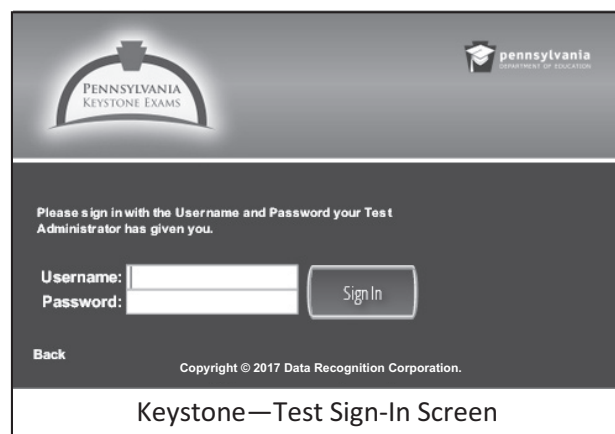 PENNSYLVANIA
KEYSTONE EXAMS
pennsylvania
DEPARTMENT OF EDUCATION
Please sign in with the Username and Password your Test
Administrator has given you.
Username:
Password:
Sign In
Back
Copyright © 2017 Data Recognition Corporation.
Keystone—Test Sign-In Screen